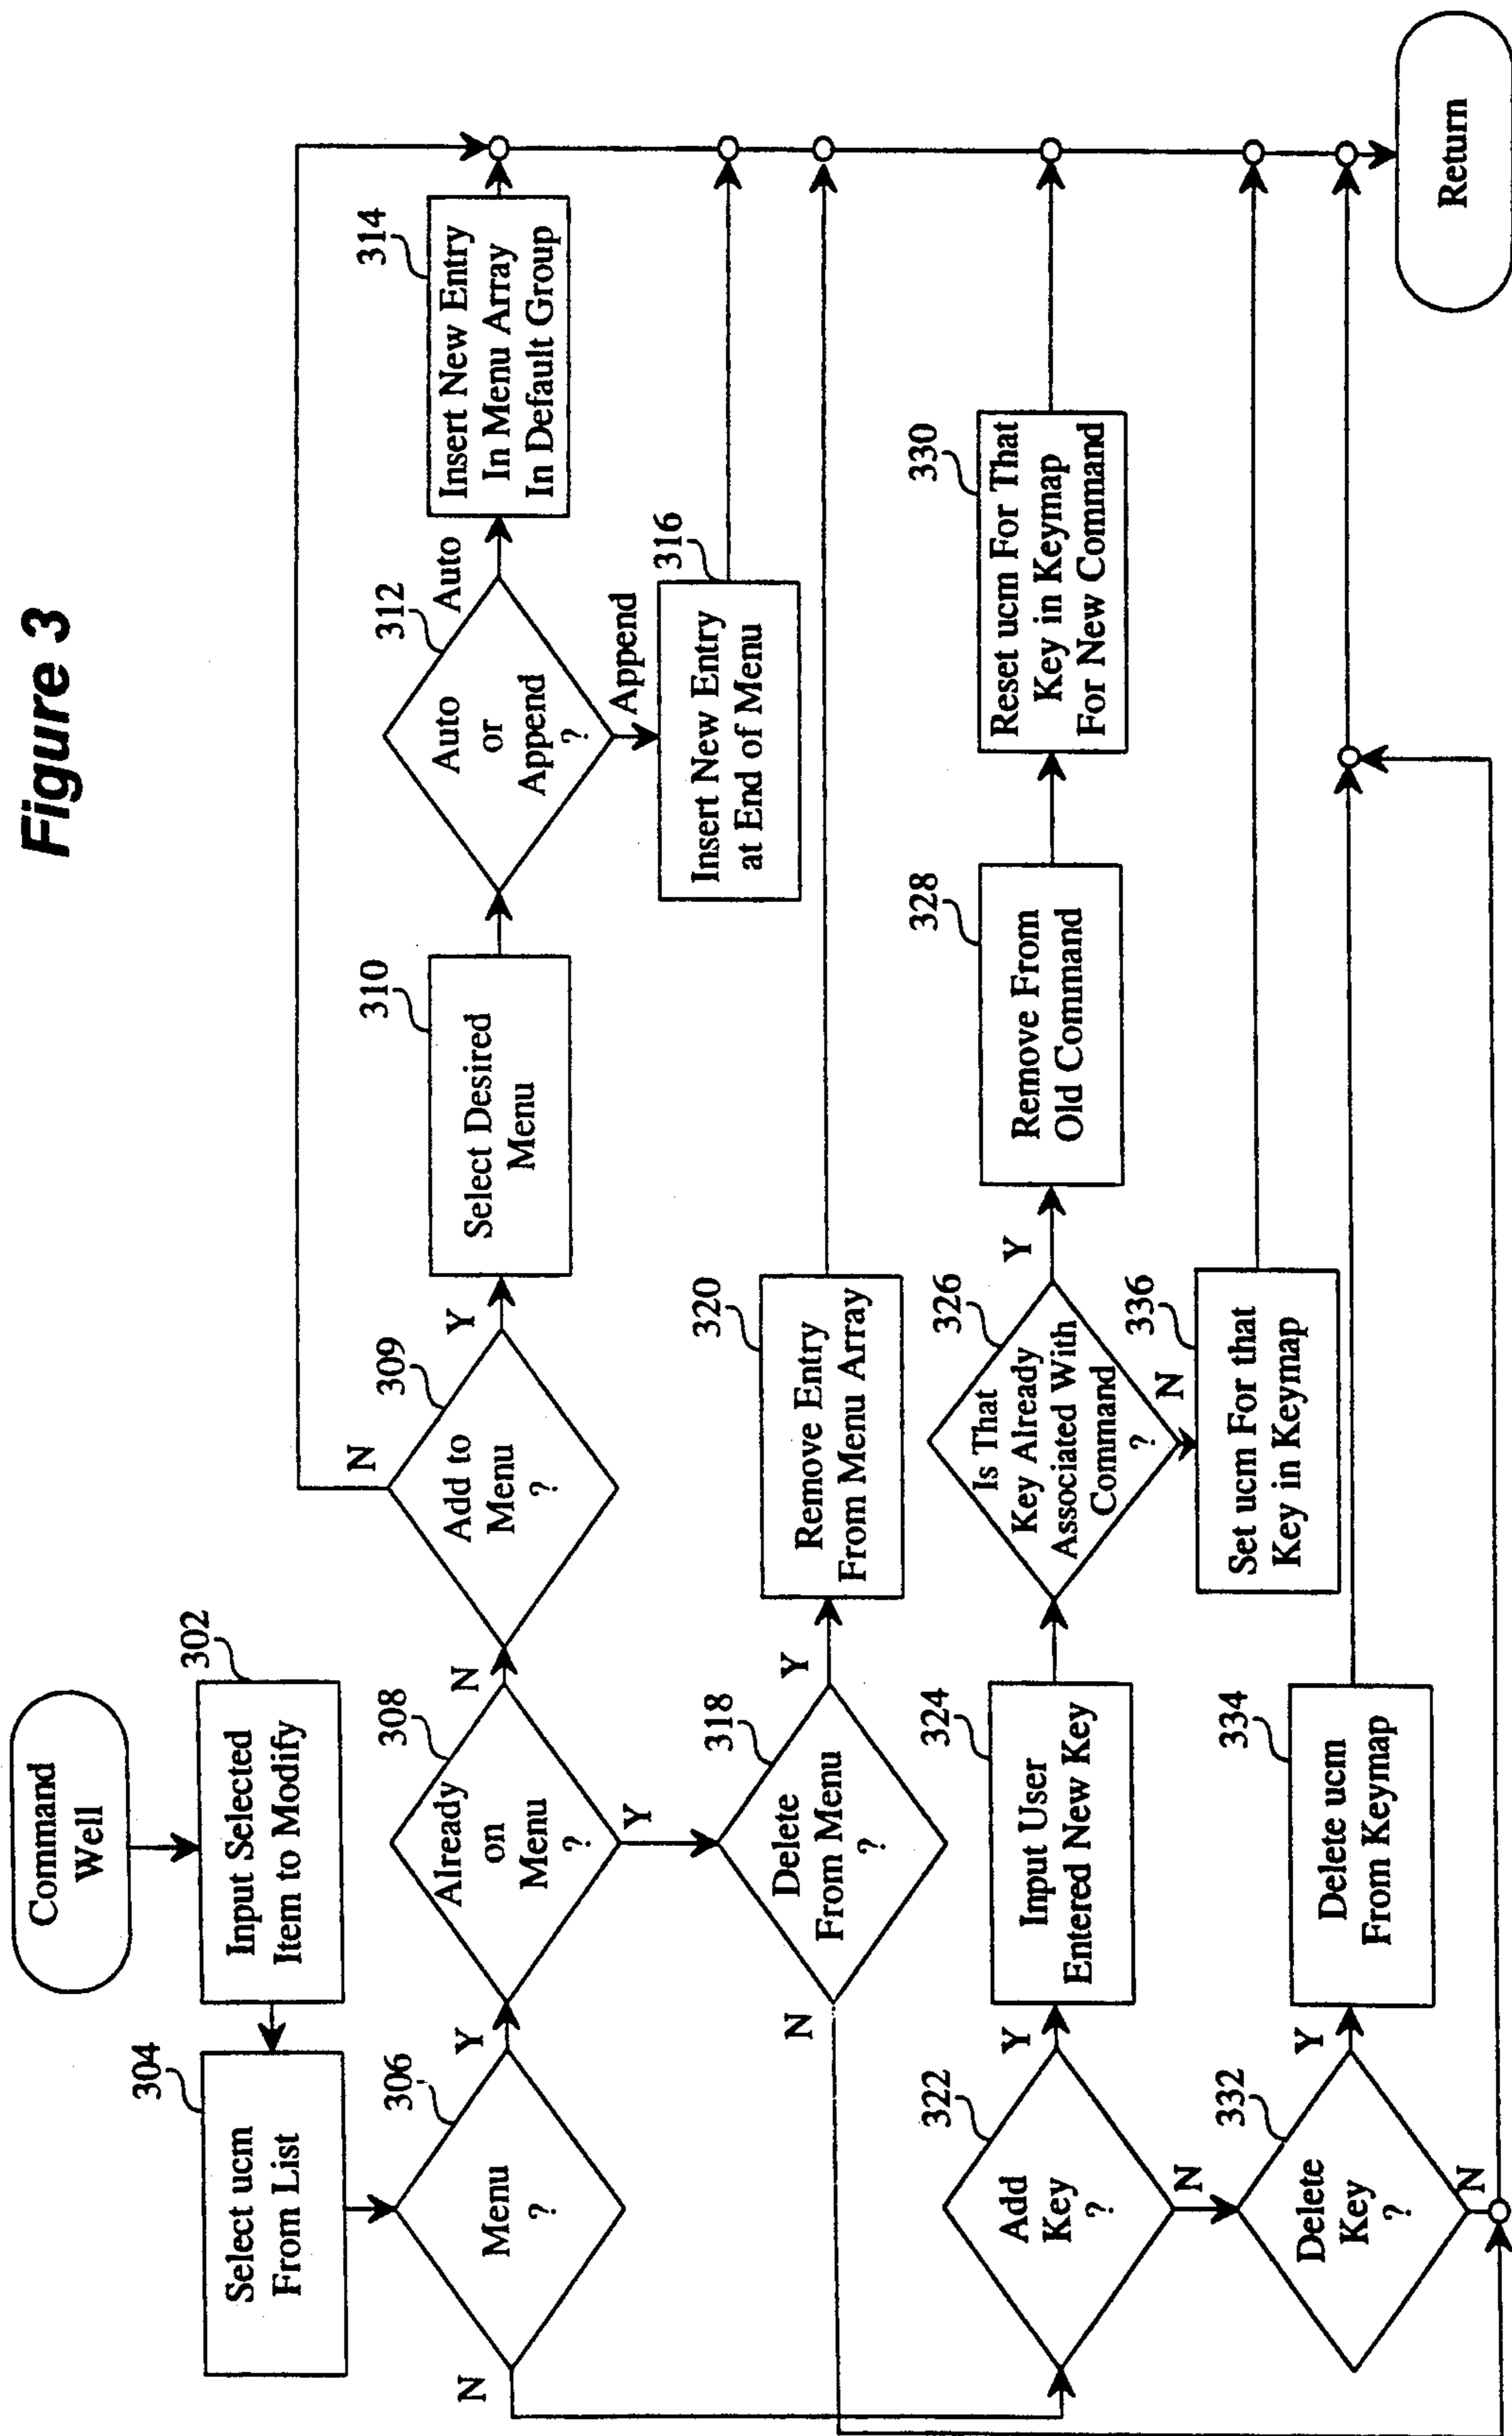 Figure 3
Command
Well
302
Input Selected
Item to Modify
304
Select ucm
From List
306
Menu
?
Y
N
308
Already
on
Menu
?
N
Y
309
Add to
Menu
?
N
Y
310
Select Desired
Menu
312
Auto
or
Append
?
Auto
Append
314
Insert New Entry
In Menu Array
In Default Group
316
Insert New Entry
at End of Menu
318
Delete
From Menu
?
Y
N
320
Remove Entry
From Menu Array
322
Add
Key
?
Y
N
324
Input User
Entered New Key
326
Is That
Key Already
Associated With
Command
?
Y
N
328
Remove From
Old Command
330
Reset ucm For That
Key in Keymap
For New Command
336
Set ucm For that
Key in Keymap
332
Delete
Key
?
Y
N
334
Delete ucm
From Keymap
Return